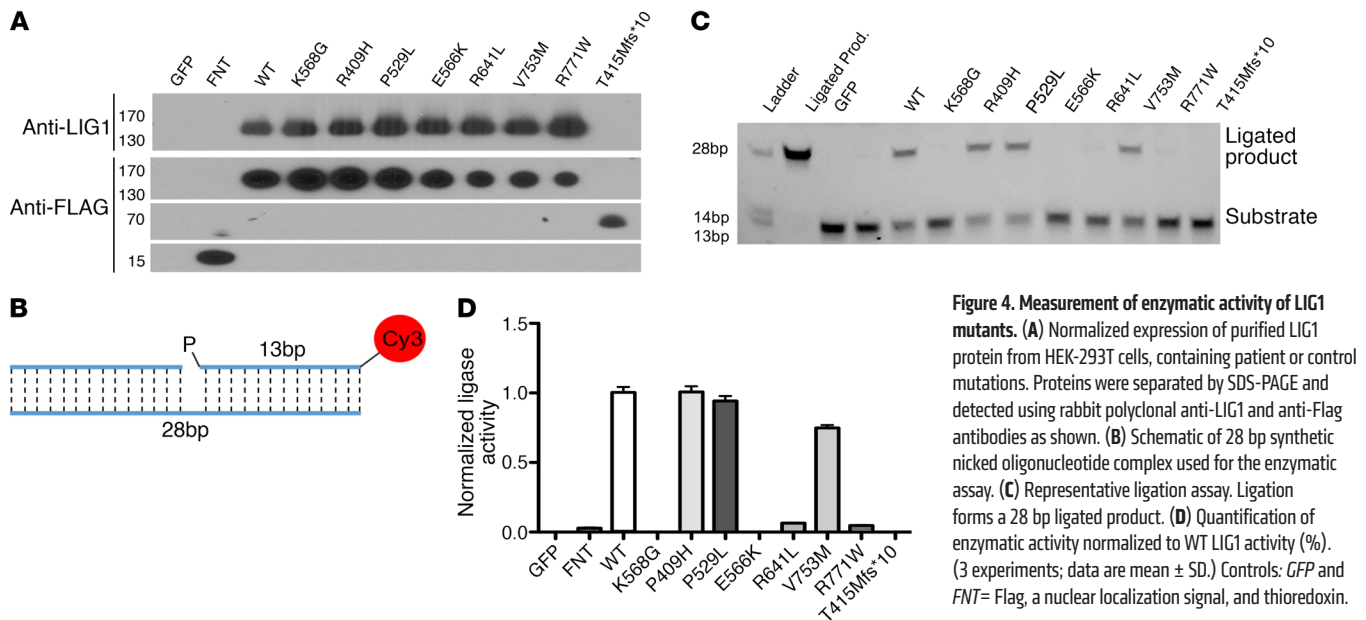 A
GFP
FNT
WT
K568G
R409H
P529L
E566K
R641L
V753M
R771W
T415Mfs*10
Anti-LIG1
170
130
Anti-FLAG
170
130
70
15
C
Ladder
Ligated Prod.
GFP
WT
K568G
R409H
P529L
E566K
R641L
V753M
R771W
T415Mfs*10
28bp
14bp
13bp
Ligated
product
Substrate
B
P
13bp
Cy3
28bp
D
Normalized ligase
activity
1.5
1.0
0.5
0.0
GFP
FNT
WT
K568G
P409H
P529L
E566K
R641L
V753M
R771W
T415Mfs*10
Figure 4. Measurement of enzymatic activity of LIG1
mutants. (A) Normalized expression of purified LIG1
protein from HEK-293T cells, containing patient or control
mutations. Proteins were separated by SDS-PAGE and
detected using rabbit polyclonal anti-LIG1 and anti-Flag
antibodies as shown. (B) Schematic of 28 bp synthetic
nicked oligonucleotide complex used for the enzymatic
assay. (C) Representative ligation assay. Ligation
forms a 28 bp ligated product. (D) Quantification of
enzymatic activity normalized to WT LIG1 activity (%).
(3 experiments; data are mean ± SD.) Controls: GFP and
FNT= Flag, a nuclear localization signal, and thioredoxin.